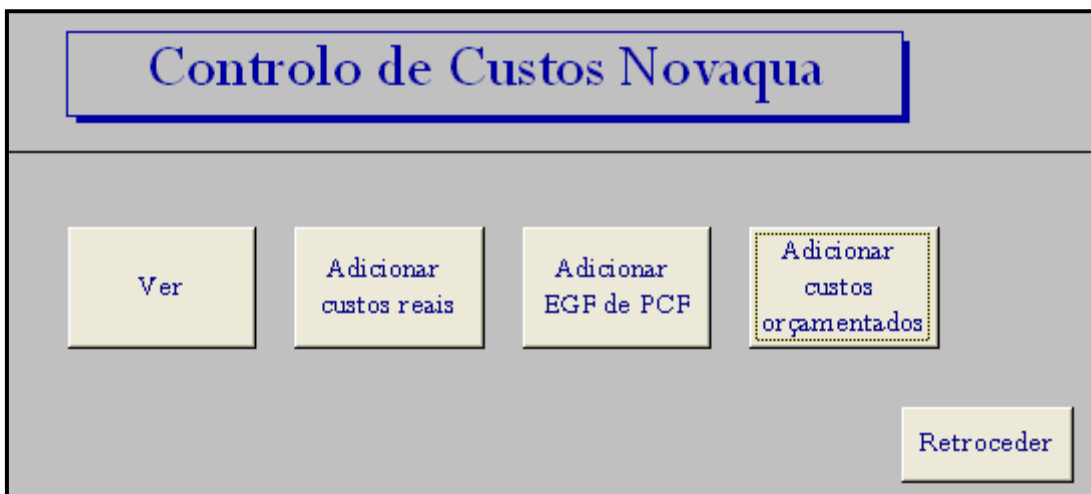 Controlo de Custos Novaqua
Ver
Adicionar
custos reais
Adicionar
EGF de PCF
Adicionar
custos
orçamentados
Retroceder